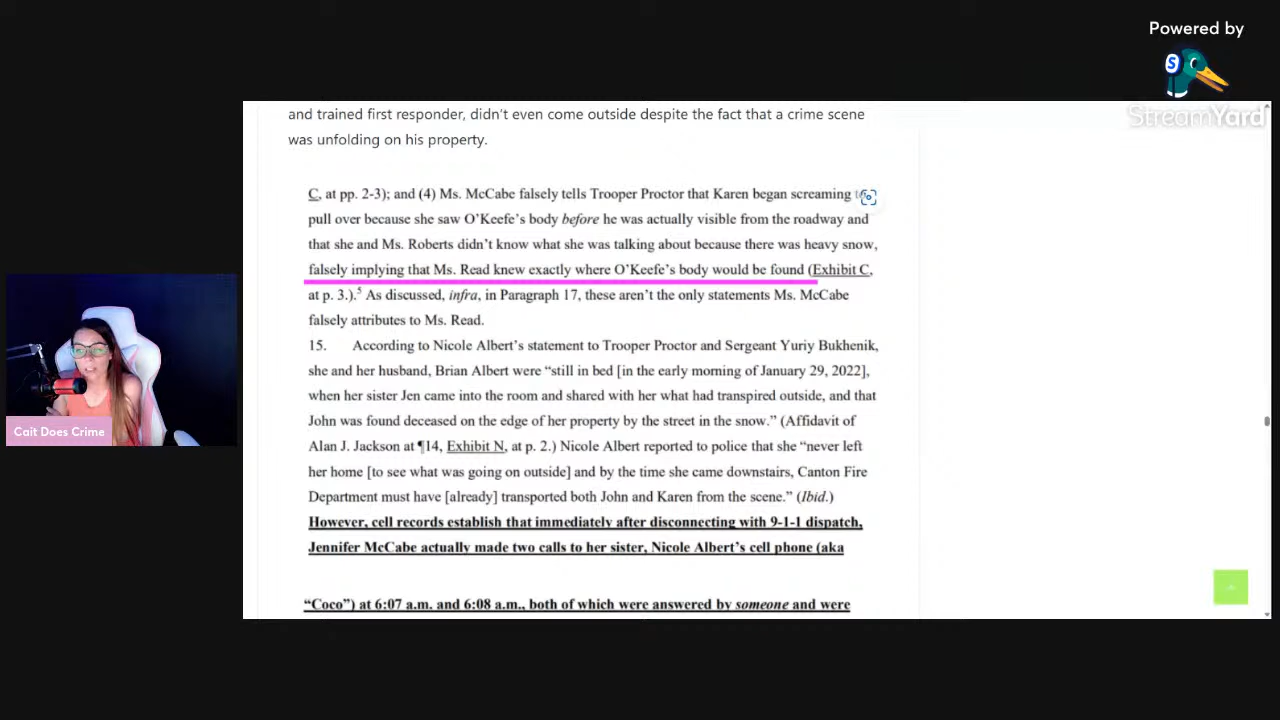 Powered by
S
StreamYard
and trained first responder, didn't even come outside despite the fact that a crime scene
was unfolding on his property.
C, at pp. 2-3); and (4) Ms. McCabe falsely tells Trooper Proctor that Karen began screaming to
pull over because she saw O'Keefe's body before he was actually visible from the roadway and
that she and Ms. Roberts didn't know what she was talking about because there was heavy snow,
falsely implying that Ms. Read knew exactly where O'Keefe's body would be found (Exhibit C,
at p. 3.).5 As discussed, infra, in Paragraph 17, these aren't the only statements Ms. McCabe
falsely attributes to Ms. Read.
15. According to Nicole Albert's statement to Trooper Proctor and Sergeant Yuriy Bukhenik,
she and her husband, Brian Albert were "still in bed [in the early morning of January 29, 2022],
when her sister Jen came into the room and shared with her what had transpired outside, and that
John was found deceased on the edge of her property by the street in the snow." (Affidavit of
Alan J. Jackson at ¶14, Exhibit N, at p. 2.) Nicole Albert reported to police that she "never left
her home [to see what was going on outside] and by the time she came downstairs, Canton Fire
Department must have [already] transported both John and Karen from the scene." (Ibid.)
However, cell records establish that immediately after disconnecting with 9-1-1 dispatch,
Jennifer McCabe actually made two calls to her sister, Nicole Albert's cell phone (aka
"Coco") at 6:07 a.m. and 6:08 a.m., both of which were answered by someone and were
Cait Does Crime